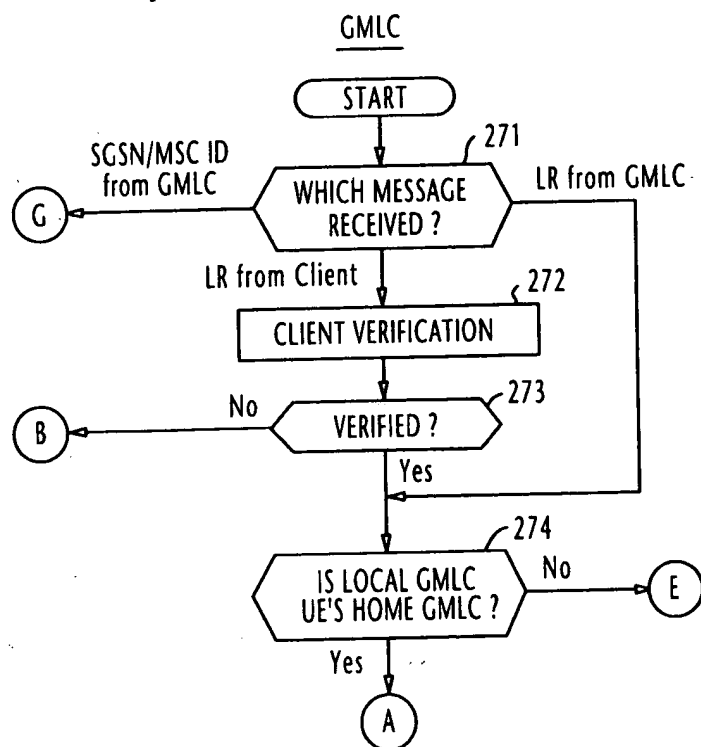 GMLC
START
271
SGSN/MSC ID
from GMLC
WHICH MESSAGE
RECEIVED ?
LR from GMLC
G
LR from Client
272
CLIENT VERIFICATION
273
No
VERIFIED ?
B
Yes
274
IS LOCAL GMLC
UE'S HOME GMLC ?
No
E
Yes
A